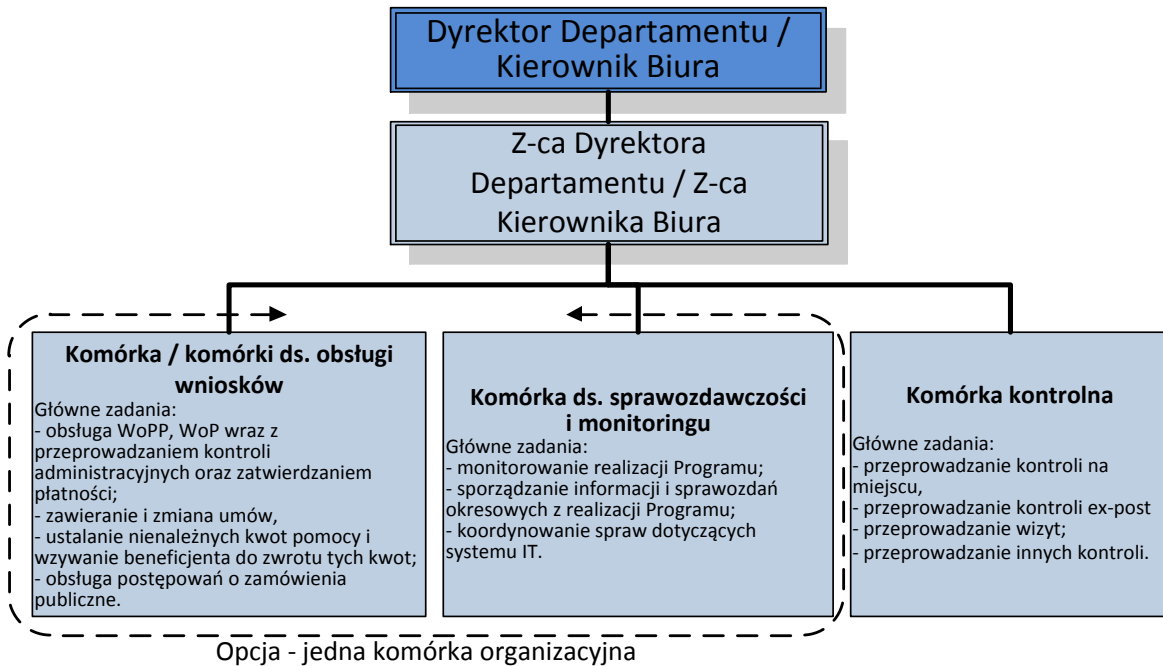 Dyrektor Departamentu /
Kierownik Biura
Z-ca Dyrektora
Departamentu / Z-ca
Kierownika Biura
Komórka / komórki ds. obsługi
wniosków
Główne zadania:
- obsługa WoPP, WoP wraz z
przeprowadzaniem kontroli
administracyjnych oraz zatwierdzaniem
płatności;
- zawieranie i zmiana umów,
- ustalanie nienależnych kwot pomocy i
wzywanie beneficjenta do zwrotu tych kwot;
- obsługa postępowań o zamówienia
publiczne.
Komórka ds. sprawozdawczości
i monitoringu
Główne zadania:
- monitorowanie realizacji Programu;
- sporządzanie informacji i sprawozdań
okresowych z realizacji Programu;
- koordynowanie spraw dotyczących
systemu IT.
Komórka kontrolna
Główne zadania:
- przeprowadzanie kontroli na
miejscu,
- przeprowadzanie kontroli ex-post
- przeprowadzanie wizyt;
- przeprowadzanie innych kontroli.
Opcja - jedna komórka organizacyjna